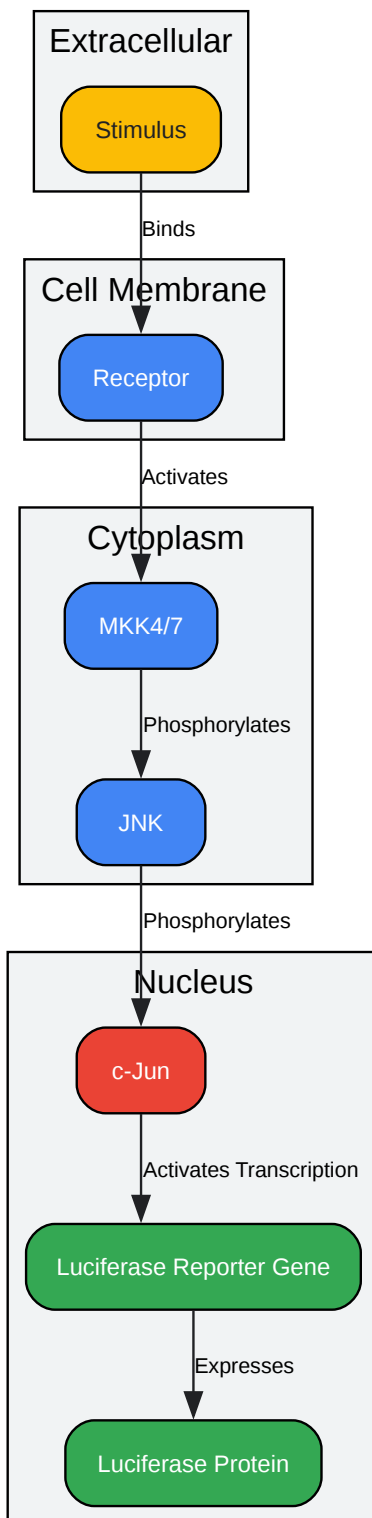 Extracellular
Stimulus
Binds
Cell Membrane
Receptor
Activates
Cytoplasm
MKK4/7
Phosphorylates
JNK
Phosphorylates
Nucleus
c-Jun
Activates Transcription
Luciferase Reporter Gene
Expresses
Luciferase Protein